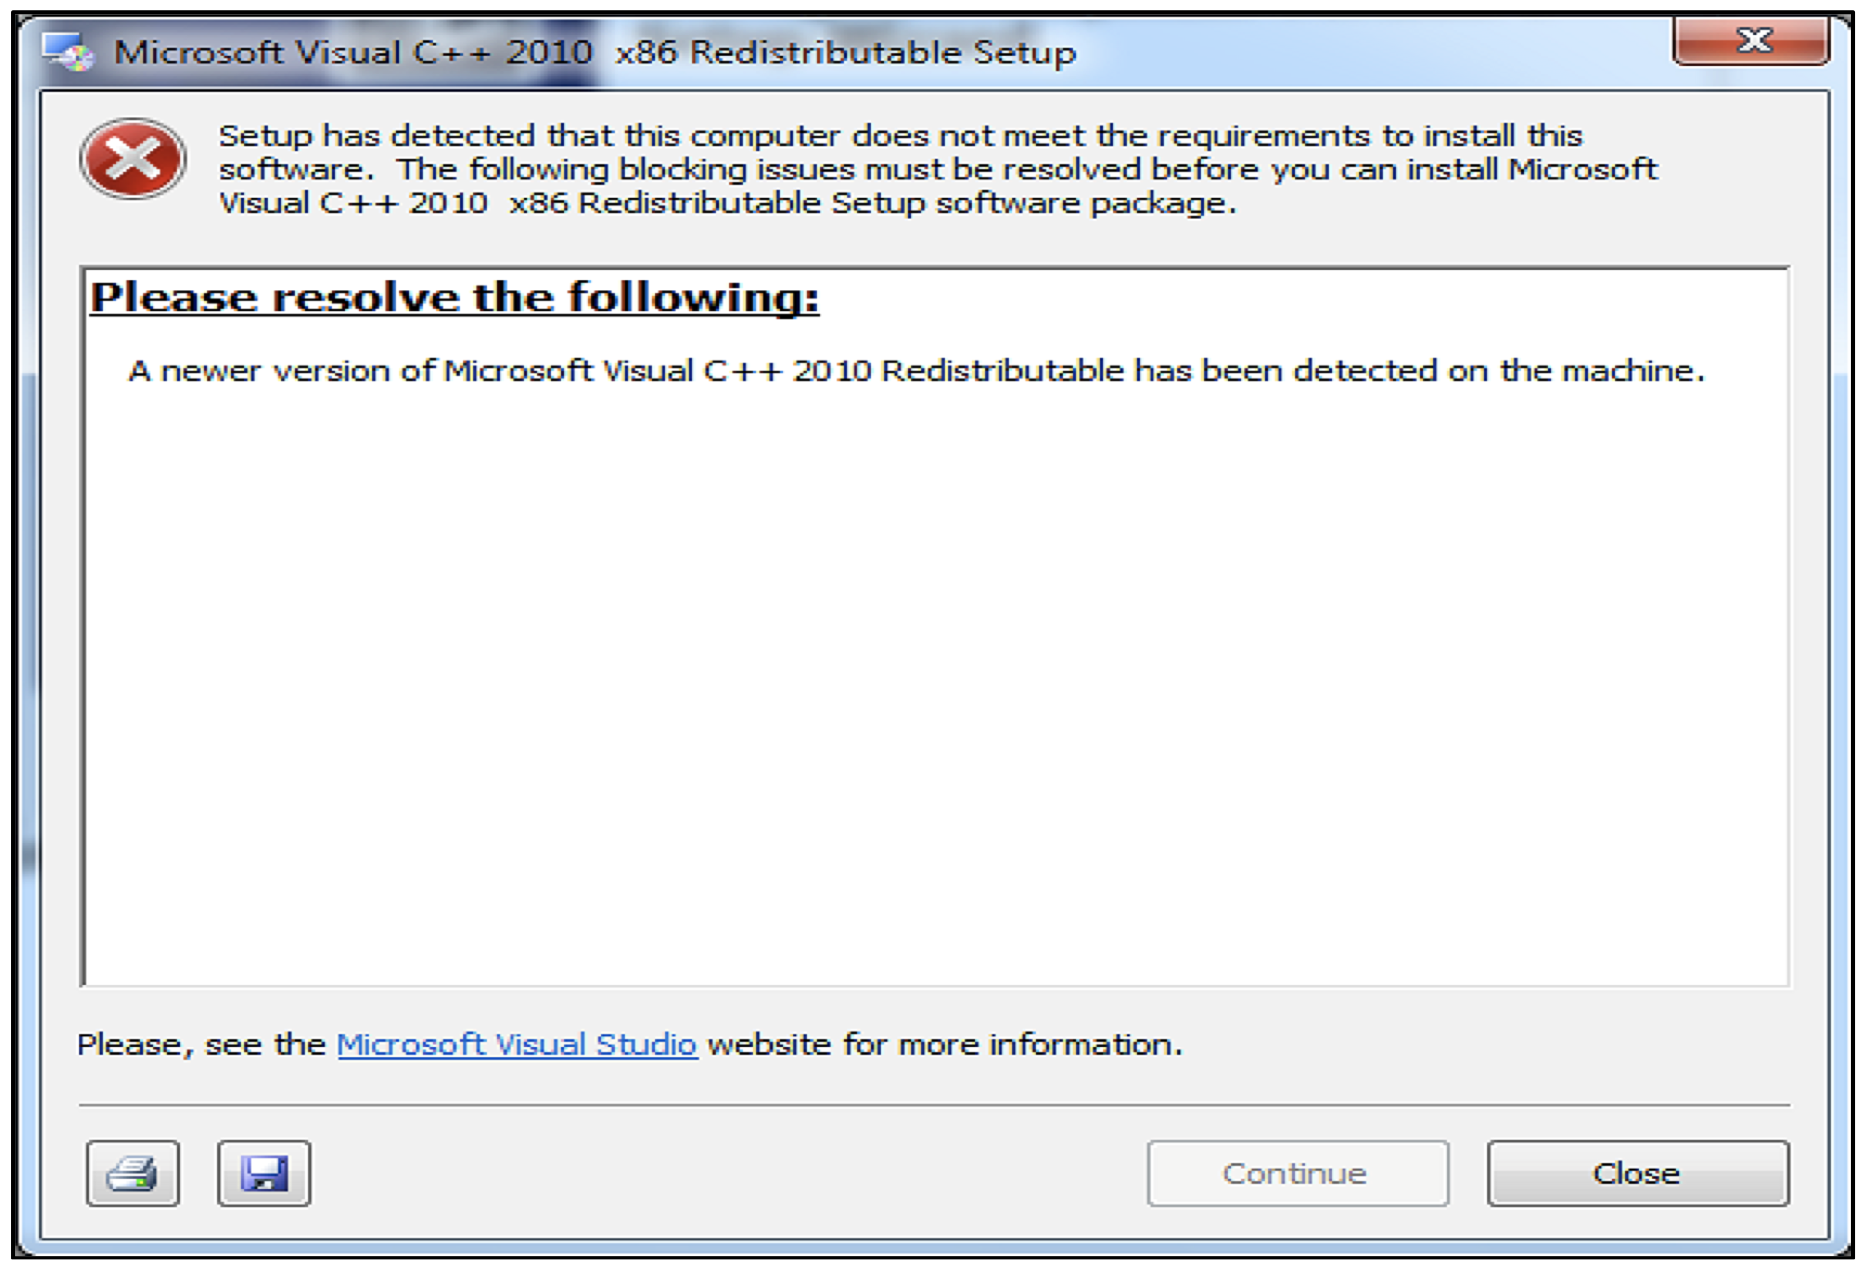 Microsoft Visual C++ 2010  x86 Redistributable Setup
Setup has detected that this computer does not meet the requirements to install this
software.  The following blocking issues must be resolved before you can install Microsoft
Visual C++ 2010  x86 Redistributable Setup software package.
Please resolve the following:
A newer version of Microsoft Visual C++ 2010 Redistributable has been detected on the machine.
Please, see the Microsoft Visual Studio website for more information.
Continue
Close